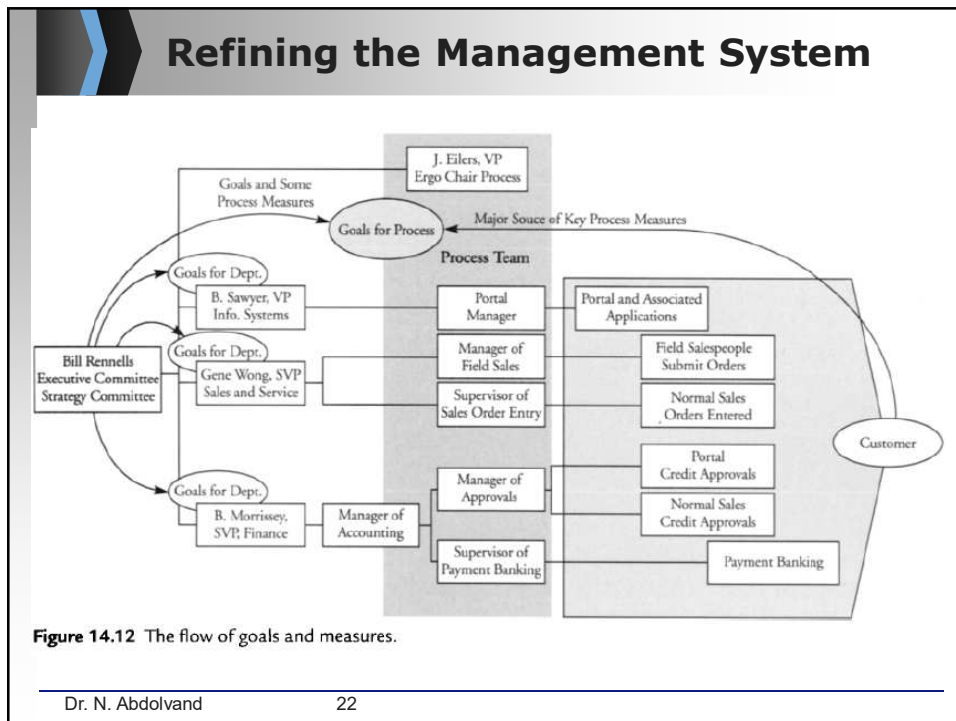 Refining the Management System
J. Eilers, VP
Ergo Chair Process
Goals and Some
Process Measures
Goals for Process
Major Souce of Key Process Measures
Process Team
Goals for Dept.
B. Sawyer, VP
Info. Systems
Portal
Manager
Portal and Associated
Applications
Goals for Dept.
Bill Rennells
Executive Committee
Strategy Committee
Gene Wong, SVP
Sales and Service
Manager of
Field Sales
Field Salespeople
Submit Orders
Supervisor of
Sales Order Entry
Normal Sales
Orders Entered
Customer
Portal
Credit Approvals
Manager of
Approvals
Goals for Dept.
B. Morrissey,
SVP, Finance
Manager of
Accounting
Normal Sales
Credit Approvals
Supervisor of
Payment Banking
Payment Banking
Figure 14.12 The flow of goals and measures.
Dr. N. Abdolvand
22